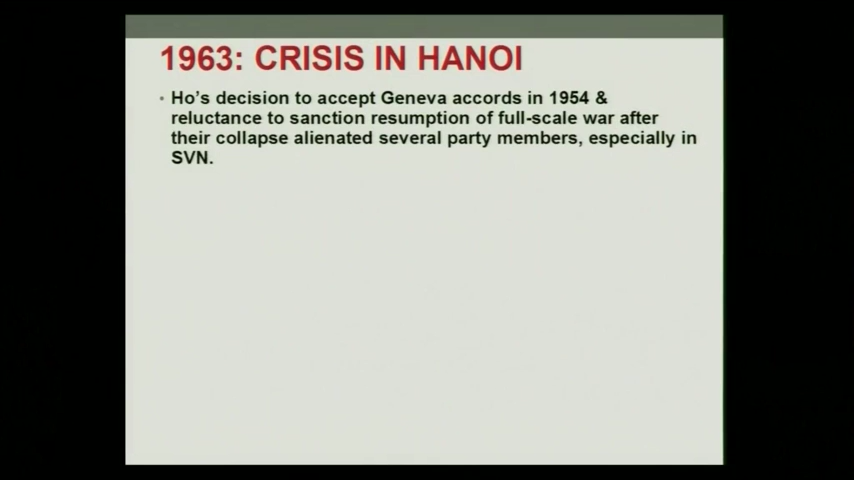 1963: CRISIS IN HANOI
• Ho's decision to accept Geneva accords in 1954 &
reluctance to sanction resumption of full-scale war after
their collapse alienated several party members, especially in
SVN.